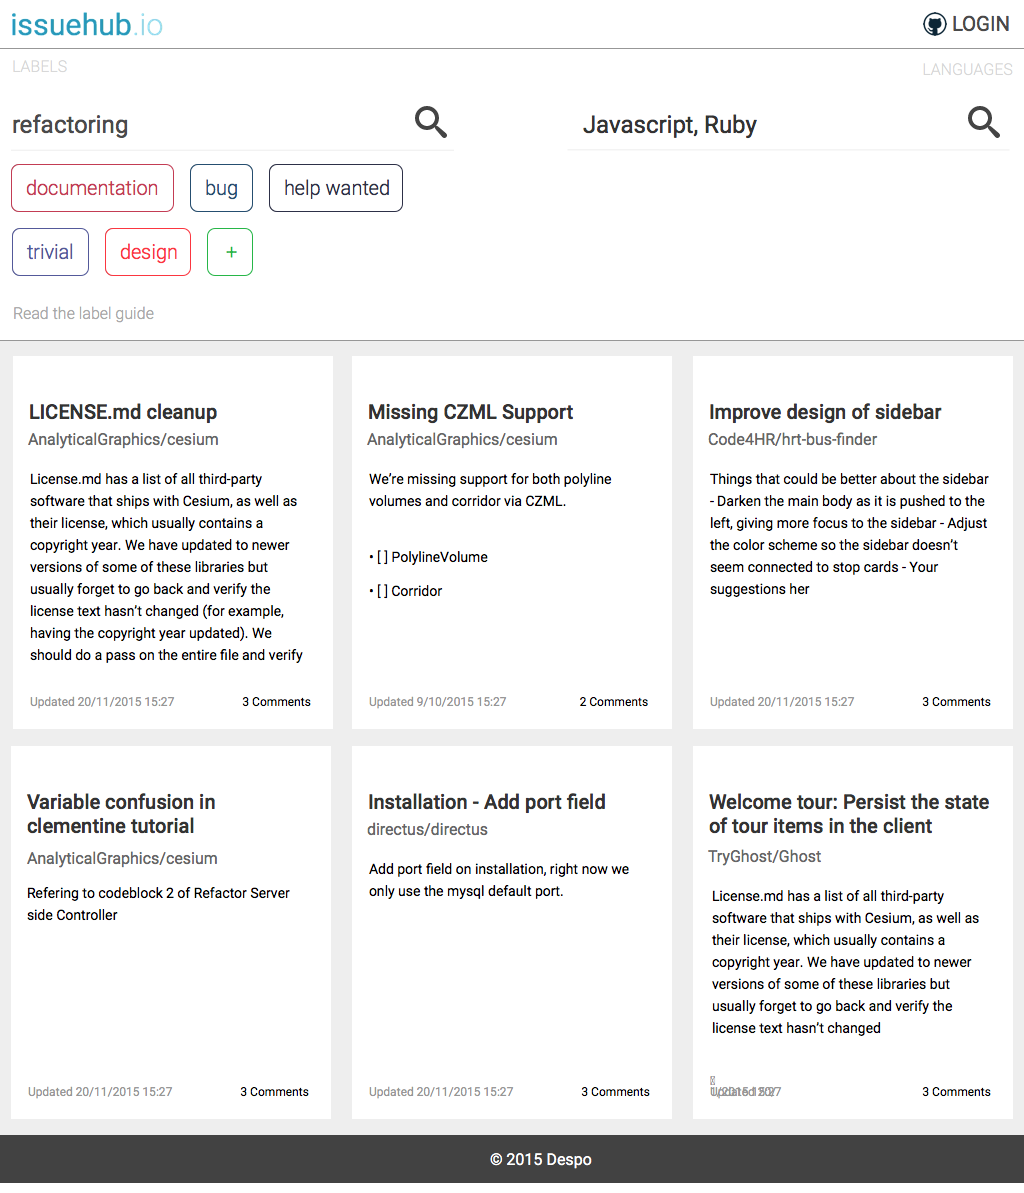 issuehub.io
LOGIN
LABELS
LANGUAGES
refactoring
Javascript, Ruby
documentation
bug
help wanted
trivial
design
+
Read the label guide
LICENSE.md cleanup
AnalyticalGraphics/cesium
License.md has a list of all third-party
software that ships with Cesium, as well as
their license, which usually contains a
copyright year. We have updated to newer
versions of some of these libraries but
usually forget to go back and verify the
license text hasn’t changed (for example,
having the copyright year updated). We
should do a pass on the entire file and verify
Updated 20/11/2015 15:27
3 Comments
Missing CZML Support
AnalyticalGraphics/cesium
We’re missing support for both polyline
volumes and corridor via CZML.
• [ ] PolylineVolume
• [ ] Corridor
Updated 9/10/2015 15:27
2 Comments
Improve design of sidebar
Code4HR/hrt-bus-finder
Things that could be better about the sidebar
- Darken the main body as it is pushed to the
left, giving more focus to the sidebar - Adjust
the color scheme so the sidebar doesn’t
seem connected to stop cards - Your
suggestions her
Updated 20/11/2015 15:27
3 Comments
Variable confusion in
clementine tutorial
AnalyticalGraphics/cesium
Refering to codeblock 2 of Refactor Server
side Controller
Updated 20/11/2015 15:27
3 Comments
Installation - Add port field
directus/directus
Add port field on installation, right now we
only use the mysql default port.
Updated 20/11/2015 15:27
3 Comments
Welcome tour: Persist the state
of tour items in the client
TryGhost/Ghost
License.md has a list of all third-party
software that ships with Cesium, as well as
their license, which usually contains a
copyright year. We have updated to newer
versions of some of these libraries but
usually forget to go back and verify the
license text hasn’t changed
3 Comments
© 2015 Despo